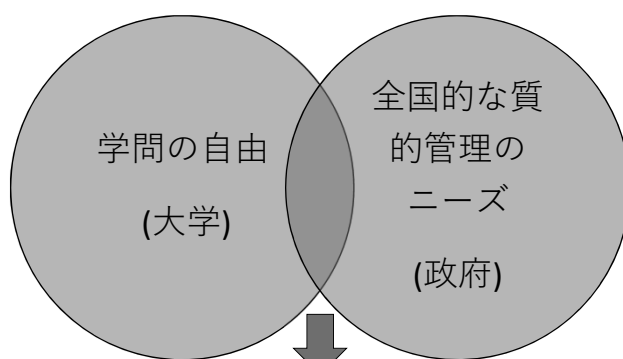 学問の自由
(大学)
全国的な質
的管理の
ニーズ
(政府)